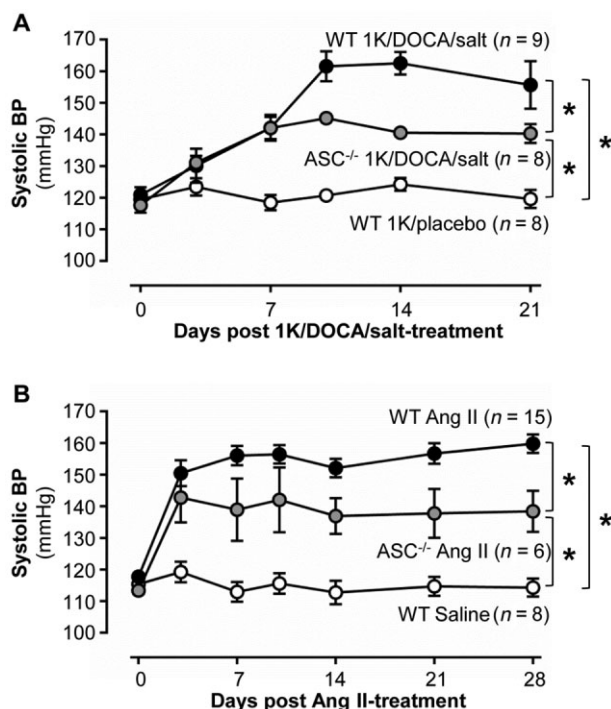 A
WT 1K/DOCA/salt (n = 9)
170
160
150
140
130
120
110
100
Systolic BP
(mmHg)
*
*
*
ASC-/- 1K/DOCA/salt (n = 8)
WT 1K/placebo (n = 8)
0 7 14 21
Days post 1K/DOCA/salt-treatment
B
WT Ang II (n = 15)
170
160
150
140
130
120
110
100
Systolic BP
(mmHg)
*
*
*
ASC-/- Ang II (n = 6)
WT Saline (n = 8)
0 7 14 21 28
Days post Ang II-treatment